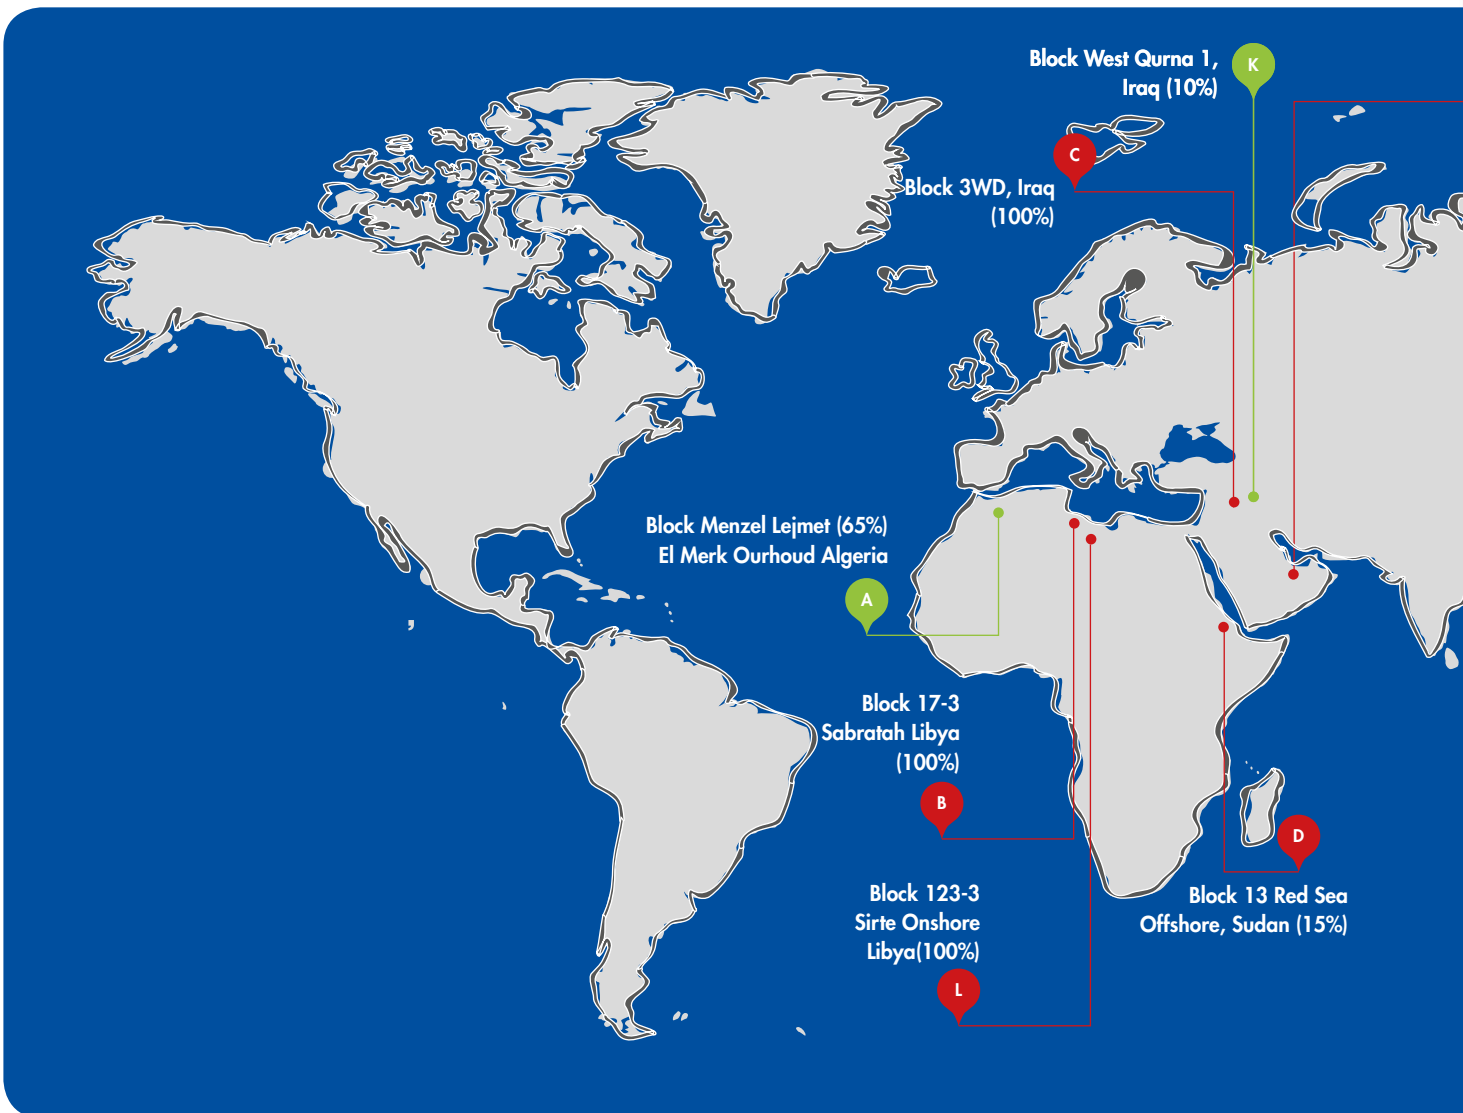 Block West Qurna 1,
Iraq (10%)
K
C
Block 3WD, Iraq
(100%)
Block Menzel Lejmet (65%)
El Merk Ourhoud Algeria
A
Block 17-3
Sabratah Libya
(100%)
B
D
Block 13 Red Sea
Offshore, Sudan (15%)
Block 123-3
Sirte Onshore
Libya(100%)
L